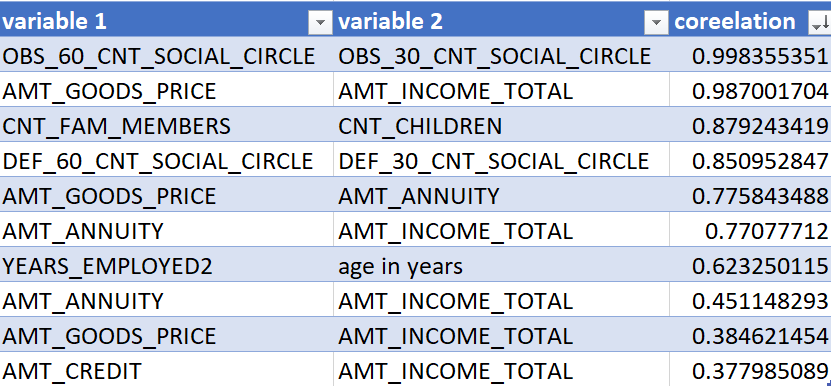 variable 1 variable 2 coreelation
OBS_60_CNT_SOCIAL_CIRCLE OBS_30_CNT_SOCIAL_CIRCLE 0.998355351
AMT_GOODS_PRICE AMT_INCOME_TOTAL 0.987001704
CNT_FAM_MEMBERS CNT_CHILDREN 0.879243419
DEF_60_CNT_SOCIAL_CIRCLE DEF_30_CNT_SOCIAL_CIRCLE 0.850952847
AMT_GOODS_PRICE AMT_ANNUITY 0.775843488
AMT_ANNUITY AMT_INCOME_TOTAL 0.77077712
YEARS_EMPLOYED2 age in years 0.623250115
AMT_ANNUITY AMT_INCOME_TOTAL 0.451148293
AMT_GOODS_PRICE AMT_INCOME_TOTAL 0.384621454
AMT_CREDIT AMT_INCOME_TOTAL 0.377985089